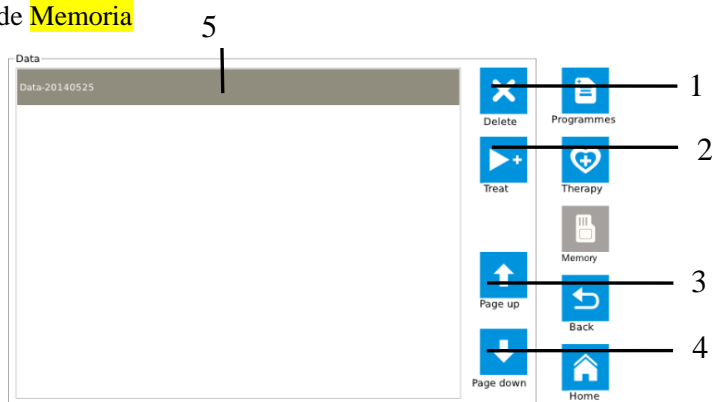 de Memoria
5
Data
Data-20140525
Delete
Programmes
1
Treat
Therapy
2
Memory
Page up
Back
3
Page down
Home
4